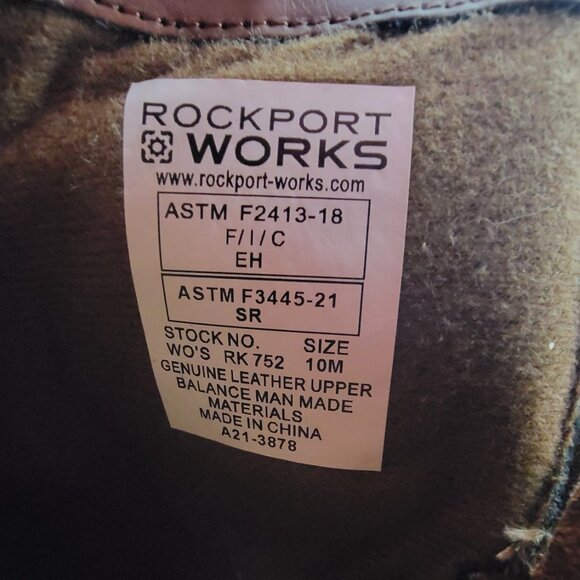 ROCKPORT
WORKS
www.rockport-works.com
ASTM F2413-18
F/I/C
EH
ASTM F3445-21
SR
STOCK NO. SIZE
WO'S RK 752 10M
GENUINE LEATHER UPPER
BALANCE MAN MADE
MATERIALS
MADE IN CHINA
A21-3878